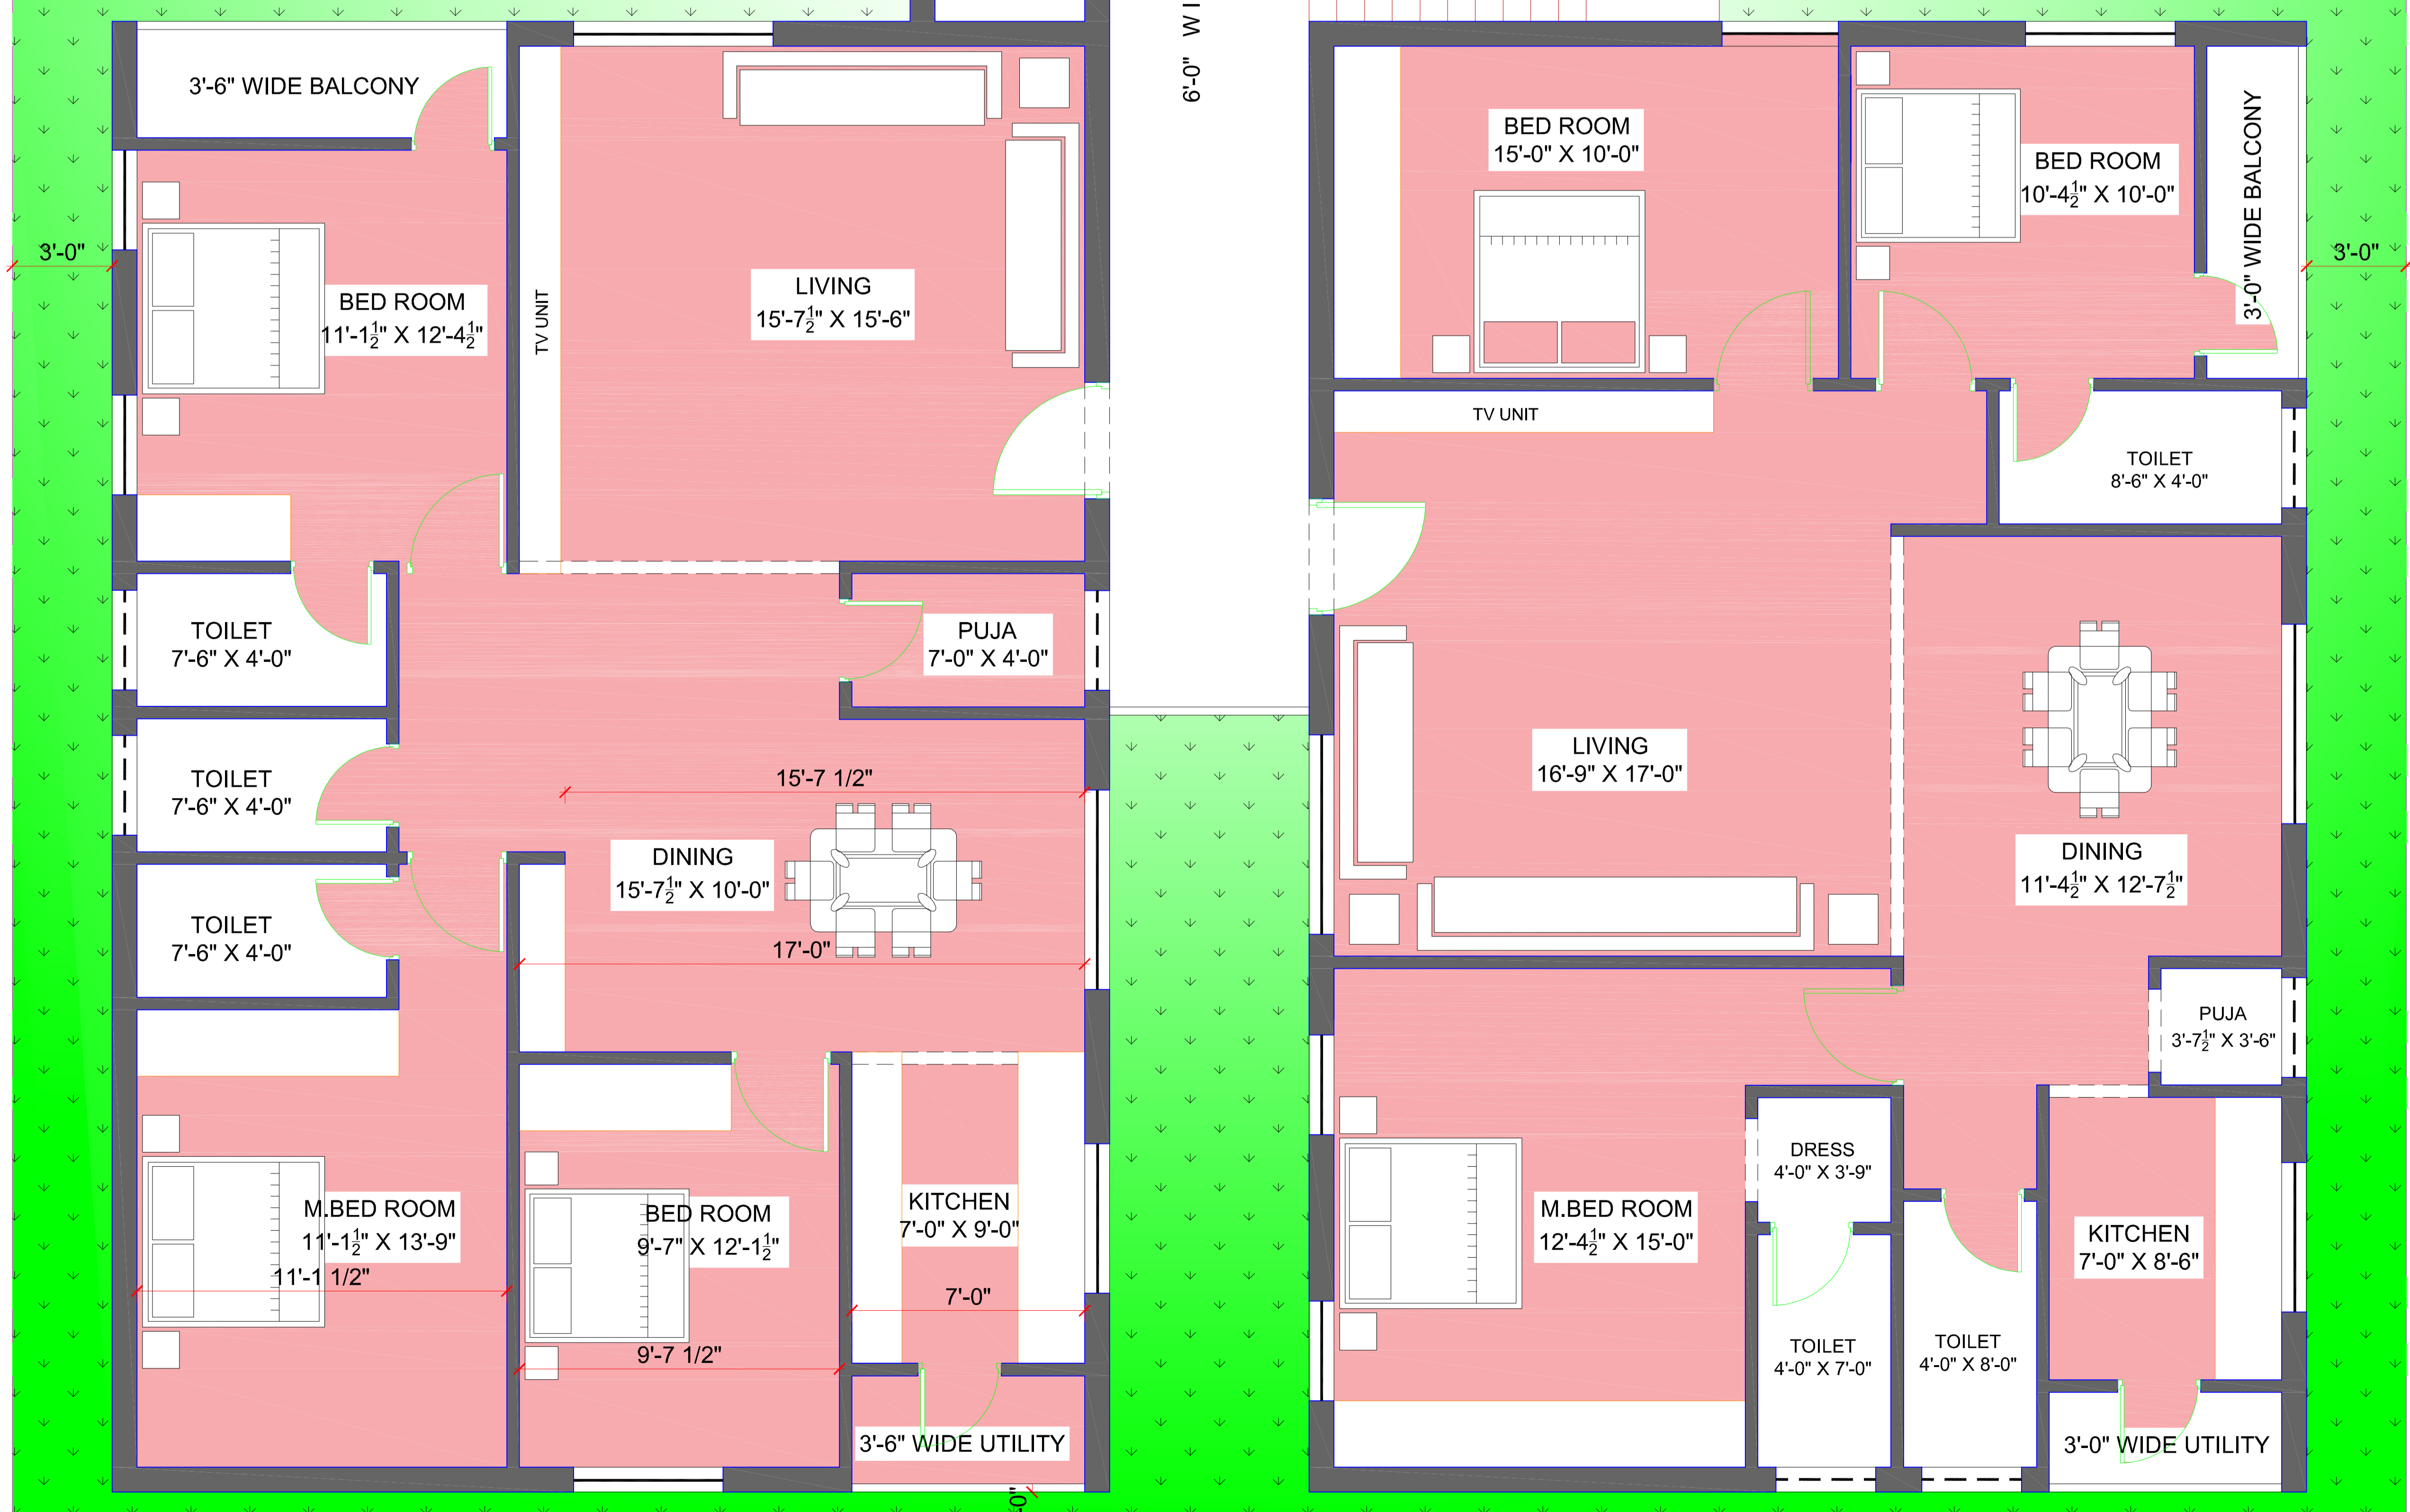 3'-6" WIDE BALCONY
3'-0"
BED ROOM
11'-1½" X 12'-4½"
TV UNIT
LIVING
15'-7½" X 15'-6"
TOILET
7'-6" X 4'-0"
PUJA
7'-0" X 4'-0"
TOILET
7'-6" X 4'-0"
15'-7 1/2"
DINING
15'-7½" X 10'-0"
TOILET
7'-6" X 4'-0"
17'-0"
M.BED ROOM
11'-1½" X 13'-9"
11'-1 1/2"
BED ROOM
9'-7" X 12'-1½"
9'-7 1/2"
KITCHEN
7'-0" X 9'-0"
7'-0"
3'-6" WIDE UTILITY
0"
6'-0" WI
BED ROOM
15'-0" X 10'-0"
BED ROOM
10'-4½" X 10'-0"
3'-0" WIDE BALCONY
3'-0"
TV UNIT
TOILET
8'-6" X 4'-0"
LIVING
16'-9" X 17'-0"
DINING
11'-4½" X 12'-7½"
PUJA
3'-7½" X 3'-6"
DRESS
4'-0" X 3'-9"
M.BED ROOM
12'-4½" X 15'-0"
KITCHEN
7'-0" X 8'-6"
TOILET
4'-0" X 7'-0"
TOILET
4'-0" X 8'-0"
3'-0" WIDE UTILITY